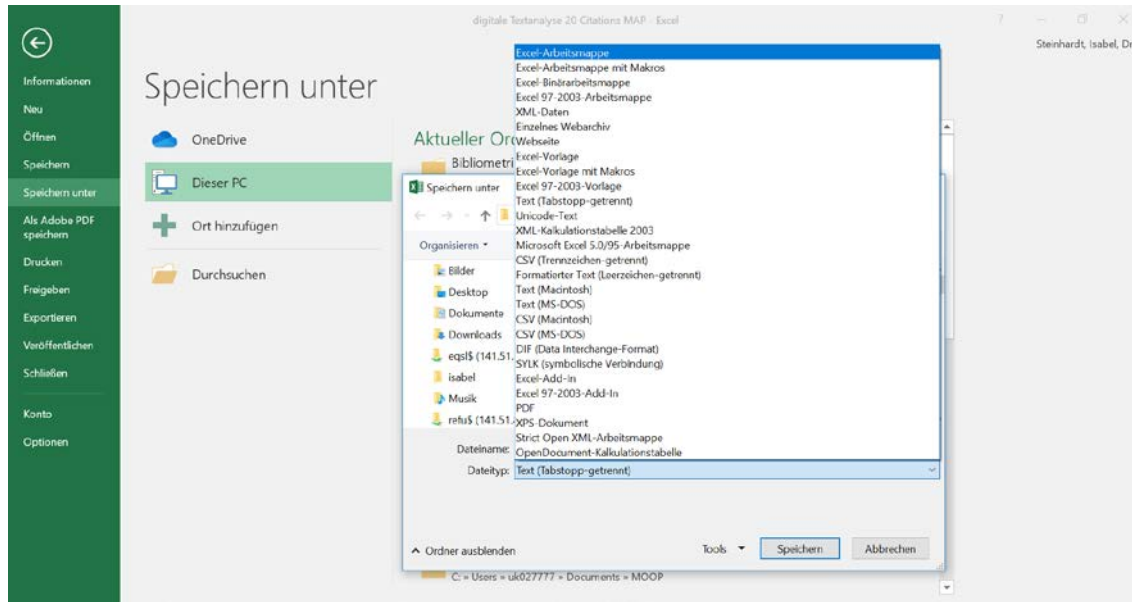 digitale Textanalyse 20 Citations MAP - Excel
?
Steinhardt, Isabel, Dr
Informationen
Neu
Öffnen
Speichern
Speichern unter
Als Adobe PDF
speichern
Drucken
Freigeben
Exportieren
Veröffentlichen
Schließen
Konto
Optionen
Speichern unter
OneDrive
Dieser PC
Ort hinzufügen
Durchsuchen
Aktueller Or
Bibliometri
Speichern unter
Organisieren
Bilder
Desktop
Dokumente
Downloads
eqsl$ (141.51.
isabel
Musik
refu$ (141.51.
Excel-Arbeitsmappe
Excel-Arbeitsmappe mit Makros
Excel-Binärarbeitsmappe
Excel 97-2003-Arbeitsmappe
XML-Daten
Einzelnes Webarchiv
Webseite
Excel-Vorlage
Excel-Vorlage mit Makros
Excel 97-2003-Vorlage
Text (Tabstopp-getrennt)
Unicode-Text
XML-Kalkulationstabelle 2003
Microsoft Excel 5.0/95-Arbeitsmappe
CSV (Trennzeichen-getrennt)
Formatierter Text (Leerzeichen-getrennt)
Text (Macintosh)
Text (MS-DOS)
CSV (Macintosh)
CSV (MS-DOS)
DIF (Data Interchange-Format)
SYLK (symbolische Verbindung)
Excel-Add-In
Excel 97-2003-Add-In
PDF
XPS-Dokument
Strict Open XML-Arbeitsmappe
OpenDocument-Kalkulationstabelle
Dateiname:
Dateityp: Text (Tabstopp-getrennt)
Ordner ausblenden
Tools
Speichern
Abbrechen
C: » Users » uk027777 » Documents » MOOP